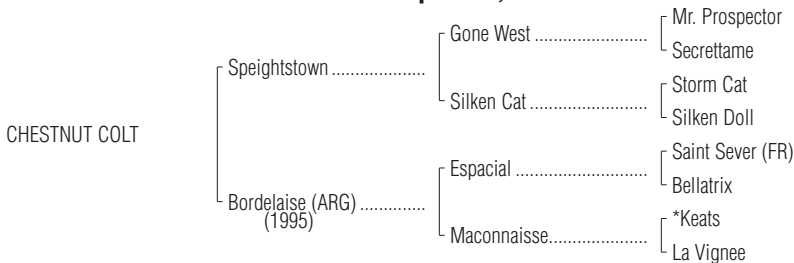 Mr. Prospector
Gone West ........................
Secrettame
Speightstown ....................
Storm Cat
Silken Cat .........................
Silken Doll
CHESTNUT COLT
Saint Sever (FR)
Espacial ...........................
Bellatrix
Bordelaise (ARG) ..............
(1995)
*Keats
Maconnaisse.....................
La Vignee